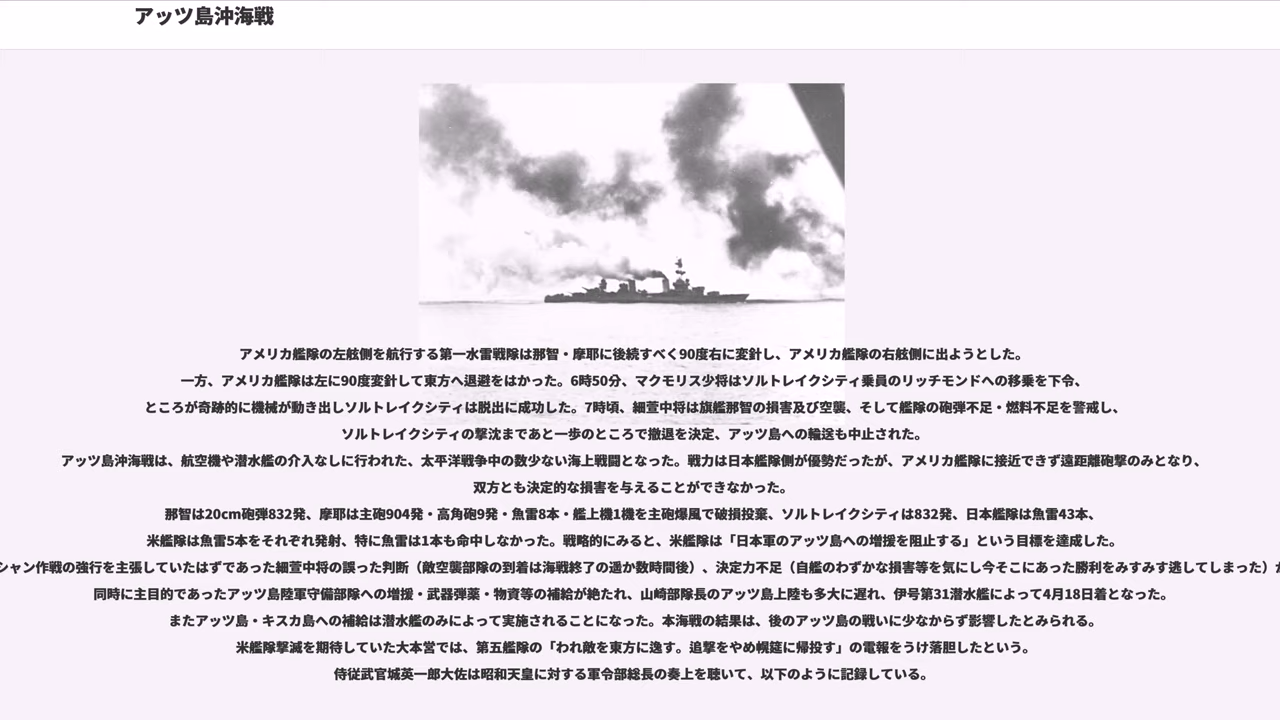 アッツ島沖海戦
アメリカ艦隊の左舷側を航行する第一水雷戦隊は那智・摩耶に後続すべく90度右に変針し、アメリカ艦隊の右舷側に出ようとした。
一方、アメリカ艦隊は左に90度変針して東方へ退避をはかった。6時50分、マクモリス少将はソルトレイクシティ乗員のリッチモンドへの移乗を下令、
ところが奇跡的に機械が動き出しソルトレイクシティは脱出に成功した。7時頃、細萱中将は旗艦那智の損害及び空襲、そして艦隊の砲弾不足・燃料不足を警戒し、
ソルトレイクシティの撃沈まであと一歩のところで撤退を決定、アッツ島への輸送も中止された。
アッツ島沖海戦は、航空機や潜水艦の介入なしに行われた、太平洋戦争中の数少ない海上戦闘となった。戦力は日本艦隊側が優勢だったが、アメリカ艦隊に接近できず遠距離砲撃のみとなり、
双方とも決定的な損害を与えることができなかった。
那智は20cm砲弾832発、摩耶は主砲904発・高角砲9発・魚雷8本・艦上機1機を主砲爆風で破損投棄、ソルトレイクシティは832発、日本艦隊は魚雷43本、
米艦隊は魚雷5本をそれぞれ発射、特に魚雷は1本も命中しなかった。戦略的にみると、米艦隊は「日本軍のアッツ島への増援を阻止する」という目標を達成した。
シャン作戦の強行を主張していたはずであった細萱中将の誤った判断（敵空襲部隊の到着は海戦終了の遥か数時間後）、決定力不足（自艦のわずかな損害等を気にし今そこにあった勝利をみすみす逃してしまった）
同時に主目的であったアッツ島陸軍守備部隊への増援・武器弾薬・物資等の補給が絶たれ、山崎部隊長のアッツ島上陸も多大に遅れ、伊号第31潜水艦によって4月18日着となった。
またアッツ島・キスカ島への補給は潜水艦のみによって実施されることになった。本海戦の結果は、後のアッツ島の戦いに少なからず影響したとみられる。
米艦隊撃滅を期待していた大本営では、第五艦隊の「われ敵を東方に逸す。追撃をやめ幌筵に帰投す」の電報をうけ落胆したという。
侍従武官城英一郎大佐は昭和天皇に対する軍令部総長の奏上を聴いて、以下のように記録している。